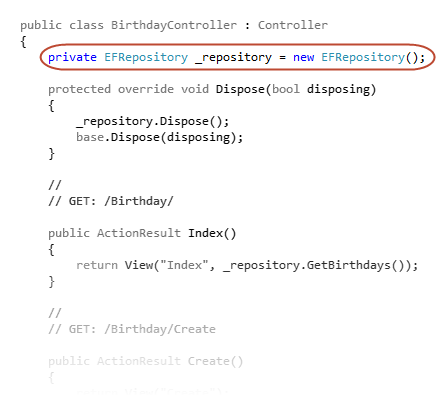 public class BirthdayController : Controller
{
private EFRepository _repository = new EFRepository();
protected override void Dispose(bool disposing)
{
_repository.Dispose();
base.Dispose(disposing);
}
//
// GET: /Birthday/
public ActionResult Index()
{
return View("Index", _repository.GetBirthdays());
}
//
// GET: /Birthday/Create
public ActionResult Create()
{